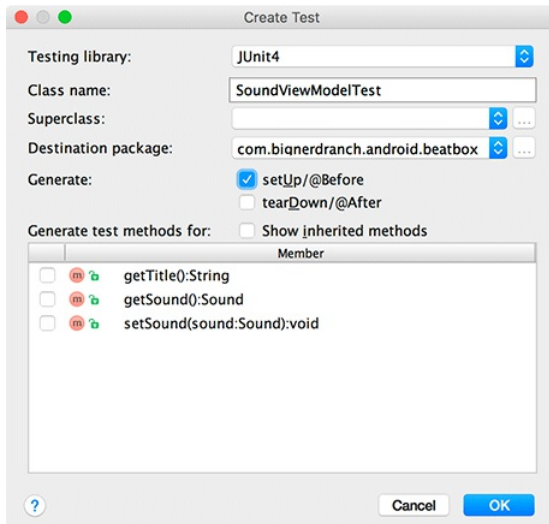 Create Test
Testing library: JUnit4
Class name: SoundViewModelTest
Superclass: ...
Destination package: com.bignerdranch.android.beatbox ...
Generate: setUp/@Before
tearDown/@After
Generate test methods for: Show inherited methods
Member
m getTitle():String
m getSound():Sound
m setSound(sound:Sound):void
? Cancel OK